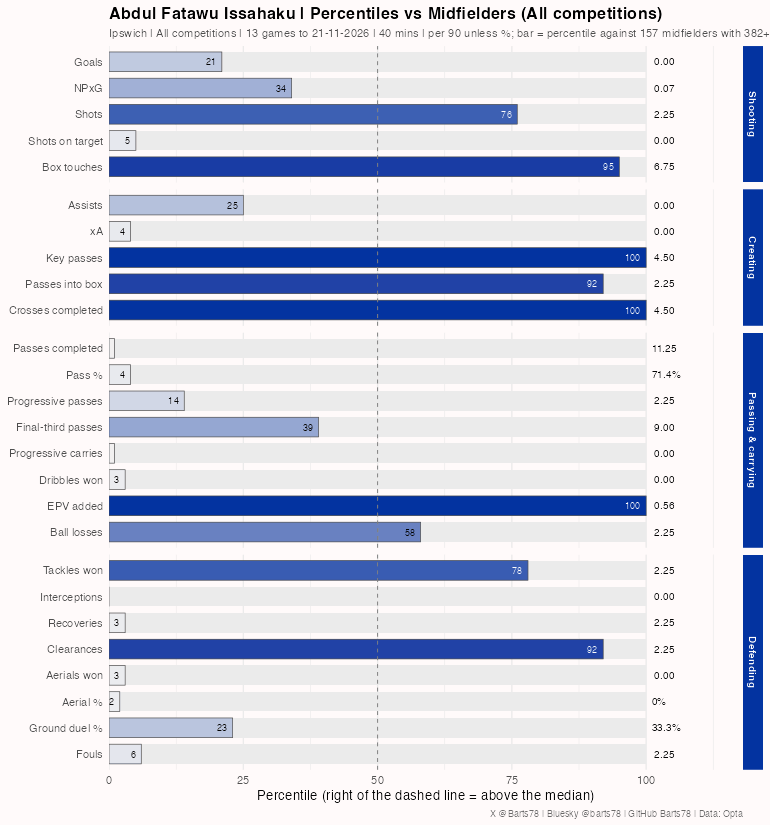 Abdul Fatawu Issahaku | Percentiles vs Midfielders (All competitions)
Ipswich | All competitions | 13 games to 21-11-2026 | 40 mins | per 90 unless %; bar = percentile against 157 midfielders with 382+
Goals 21 0.00
NPxG 34 0.07
Shots 76 2.25
Shots on target 5 0.00
Box touches 95 6.75
Shooting
Assists 25 0.00
xA 4 0.00
Key passes 100 4.50
Passes into box 92 2.25
Crosses completed 100 4.50
Creating
Passes completed 11.25
Pass % 4 71.4%
Progressive passes 14 2.25
Final-third passes 39 9.00
Progressive carries 0.00
Dribbles won 3 0.00
EPV added 100 0.56
Ball losses 58 2.25
Passing & carrying
Tackles won 78 2.25
Interceptions 0.00
Recoveries 3 2.25
Clearances 92 2.25
Aerials won 3 0.00
Aerial % 2 0%
Ground duel % 23 33.3%
Fouls 6 2.25
Defending
0 25 50 75 100
Percentile (right of the dashed line = above the median)
X @Barts78 | Bluesky @barts78 | GitHub Barts78 | Data: Opta